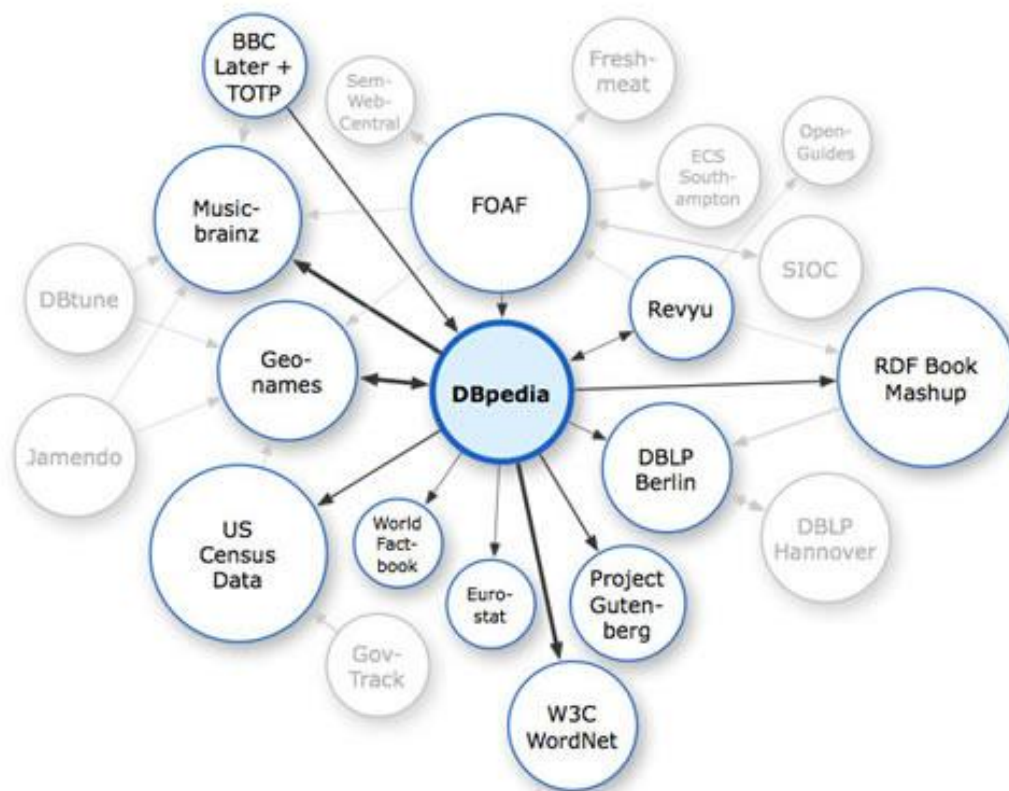 BBC
Later +
TOTP
Sem-
Web-
Central
Fresh-
meat
Open-
Guides
ECS
South-
ampton
FOAF
Music-
brainz
SIOC
DBtune
Revyu
Geo-
names
DBpedia
RDF Book
Mashup
Jamendo
DBLP
Berlin
US
Census
Data
World
Fact-
book
DBLP
Hannover
Euro-
stat
Project
Guten-
berg
Gov-
Track
W3C
WordNet